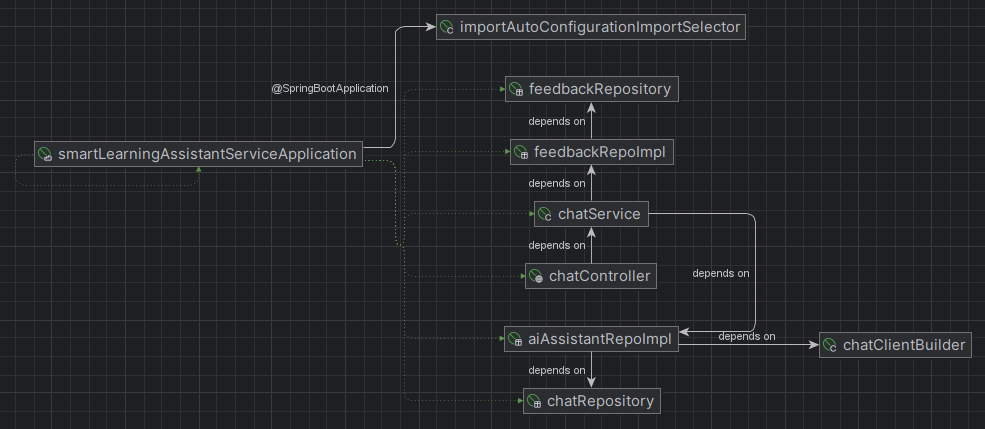 importAutoConfigurationImportSelector
@SpringBootApplication
feedbackRepository
depends on
smartLearningAssistantServiceApplication
feedbackRepoImpl
depends on
chatService
depends on
chatController
depends on
aiAssistantRepoImpl
depends on
chatClientBuilder
depends on
chatRepository